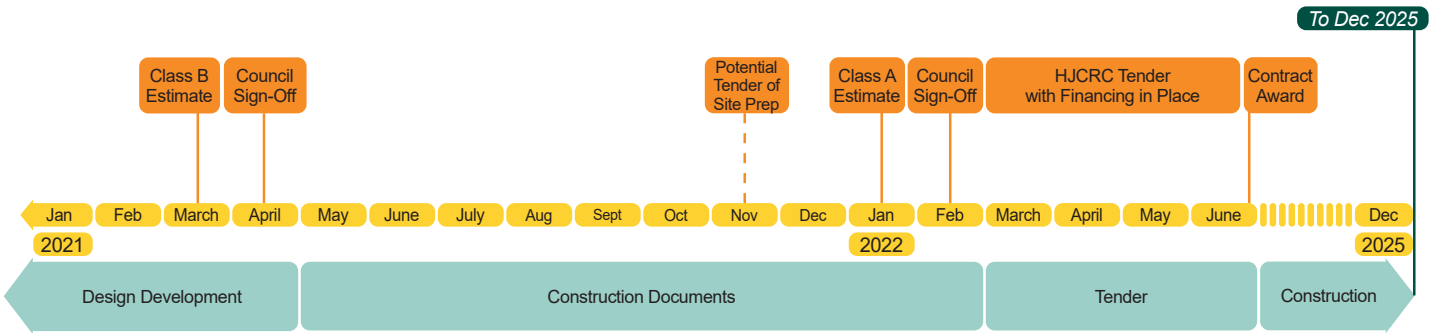 To Dec 2025
Class B
Estimate
Council
Sign-Off
Potential
Tender of
Site Prep
Class A
Estimate
Council
Sign-Off
HJCRC Tender
with Financing in Place
Contract
Award
Jan Feb March April May June July Aug Sept Oct Nov Dec Jan Feb March April May June Dec
2021 2022 2025
Design Development Construction Documents Tender Construction